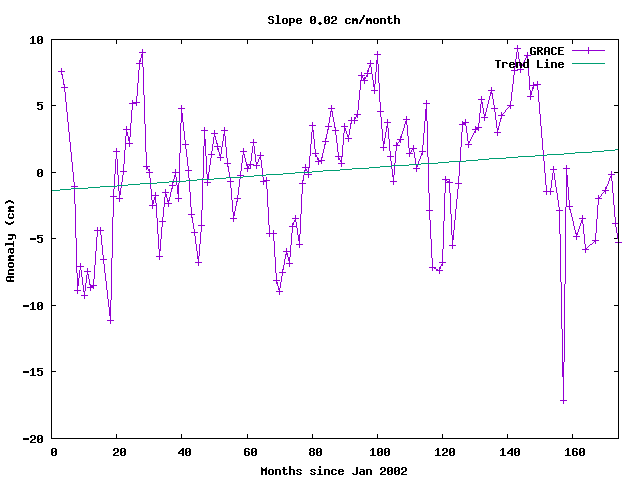 Slope 0.02 cm/month
10
5
0
-5
-10
-15
-20
Anomaly (cm)
GRACE
Trend Line
0 20 40 60 80 100 120 140 160
Months since Jan 2002